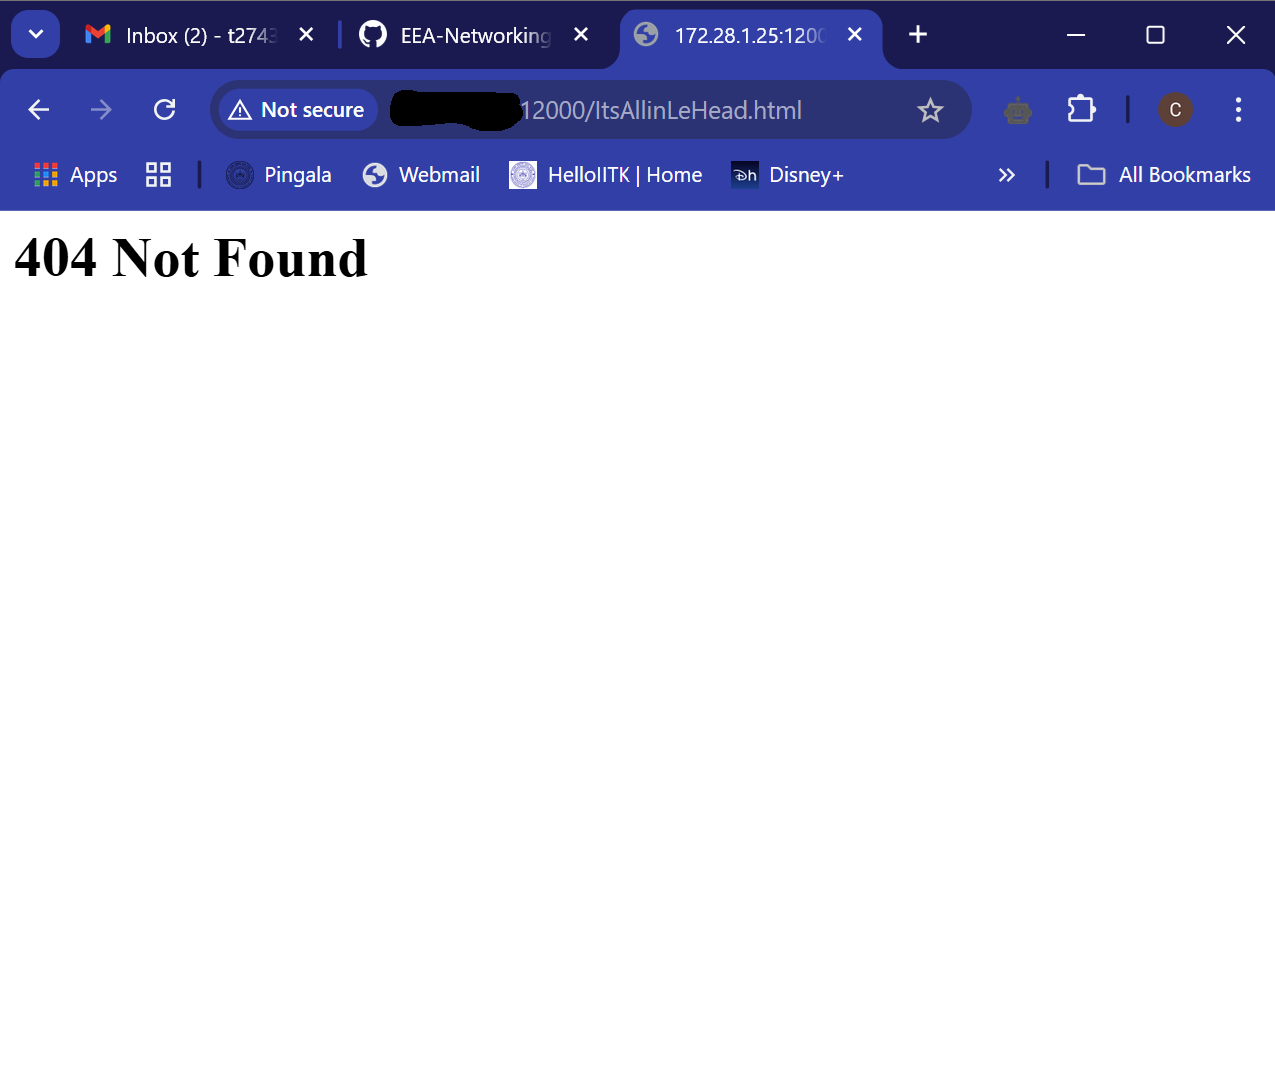 Inbox (2) - t2743
EEA-Networking
172.28.1.25:1200
Not secure
12000/ItsAllinLeHead.html
C
Apps
Pingala
Webmail
HelloIITK | Home
Dh
Disney+
All Bookmarks
404 Not Found